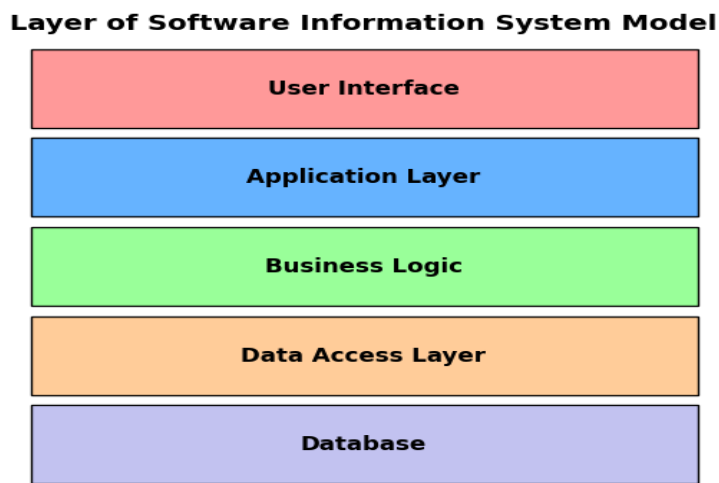 Layer of Software Information System Model
User Interface
Application Layer
Business Logic
Data Access Layer
Database